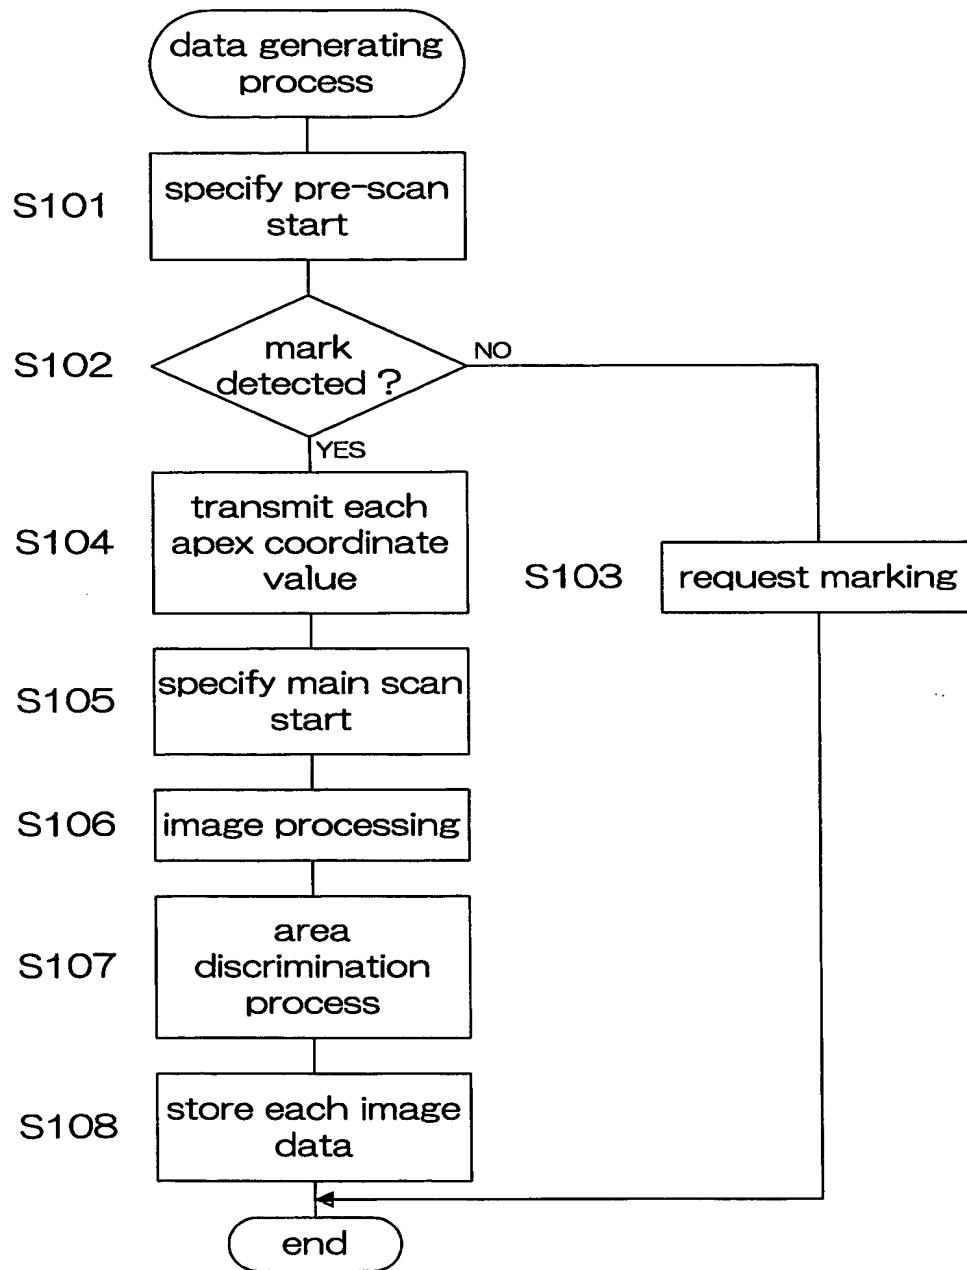 data generating
process
S101
specify pre-scan
start
S102
mark
detected ?
NO
YES
S104
transmit each
apex coordinate
value
S103
request marking
S105
specify main scan
start
S106
image processing
S107
area
discrimination
process
S108
store each image
data
end